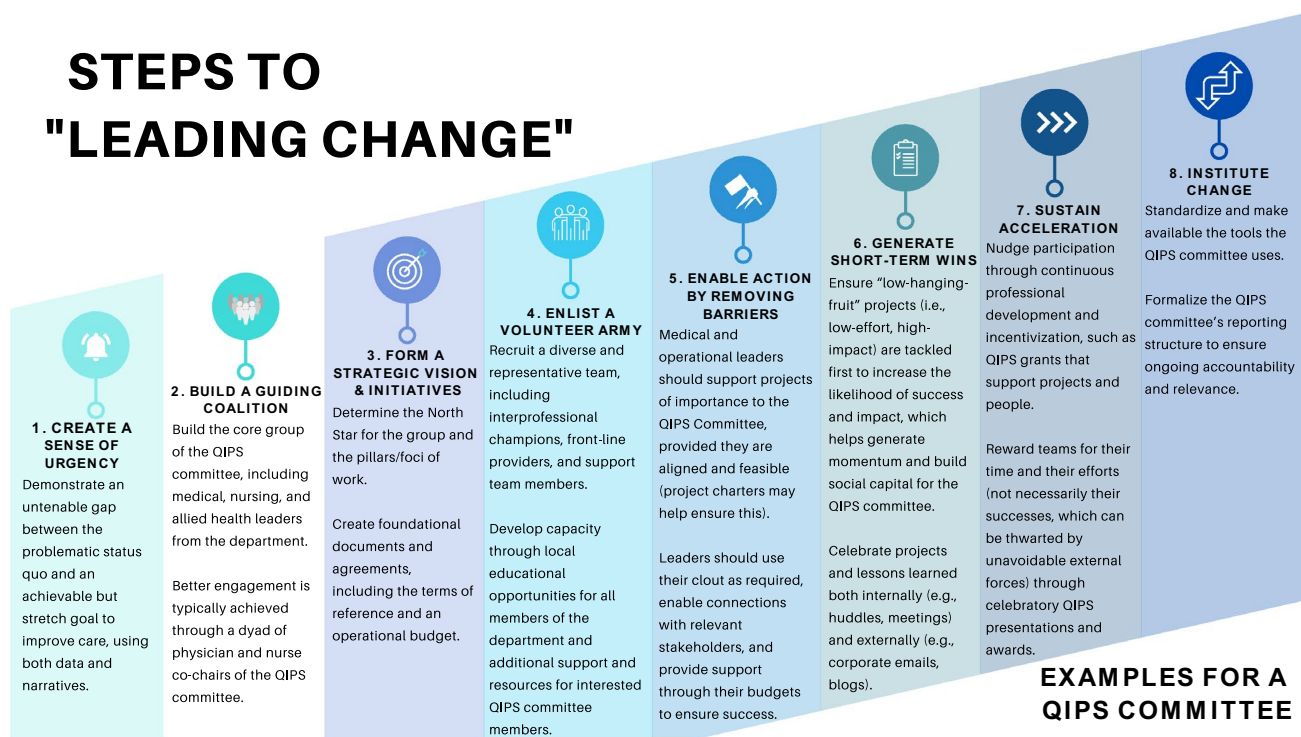 STEPS TO
"LEADING CHANGE"
1. CREATE A
SENSE OF
URGENCY
Demonstrate an
untenable gap
between the
problematic status
quo and an
achievable but
stretch goal to
improve care, using
both data and
narratives.
2. BUILD A GUIDING
COALITION
Build the core group
of the QIPS
committee, including
medical, nursing, and
allied health leaders
from the department.
Better engagement is
typically achieved
through a dyad of
physician and nurse
co-chairs of the QIPS
committee.
3. FORM A
STRATEGIC VISION
& INITIATIVES
Determine the North
Star for the group and
the pillars/foci of
work.
Create foundational
documents and
agreements,
including the terms of
reference and an
operational budget.
4. ENLIST A
VOLUNTEER ARMY
Recruit a diverse and
representative team,
including
interprofessional
champions, front-line
providers, and support
team members.
Develop capacity
through local
educational
opportunities for all
members of the
department and
additional support and
resources for interested
QIPS committee
members.
5. ENABLE ACTION
BY REMOVING
BARRIERS
Medical and
operational leaders
should support projects
of importance to the
QIPS Committee,
provided they are
aligned and feasible
(project charters may
help ensure this).
Leaders should use
their clout as required,
enable connections
with relevant
stakeholders, and
provide support
through their budgets
to ensure success.
6. GENERATE
SHORT-TERM WINS
Ensure “low-hanging-
fruit” projects (i.e.,
low-effort, high-
impact) are tackled
first to increase the
likelihood of success
and impact, which
helps generate
momentum and build
social capital for the
QIPS committee.
Celebrate projects
and lessons learned
both internally (e.g.,
huddles, meetings)
and externally (e.g.,
corporate emails,
blogs).
7. SUSTAIN
ACCELERATION
Nudge participation
through continuous
professional
development and
incentivization, such as
QIPS grants that
support projects and
people.
Reward teams for their
time and their efforts
(not necessarily their
successes, which can
be thwarted by
unavoidable external
forces) through
celebratory QIPS
presentations and
awards.
8. INSTITUTE
CHANGE
Standardize and make
available the tools the
QIPS committee uses.
Formalize the QIPS
committee’s reporting
structure to ensure
ongoing accountability
and relevance.
EXAMPLES FOR A
QIPS COMMITTEE